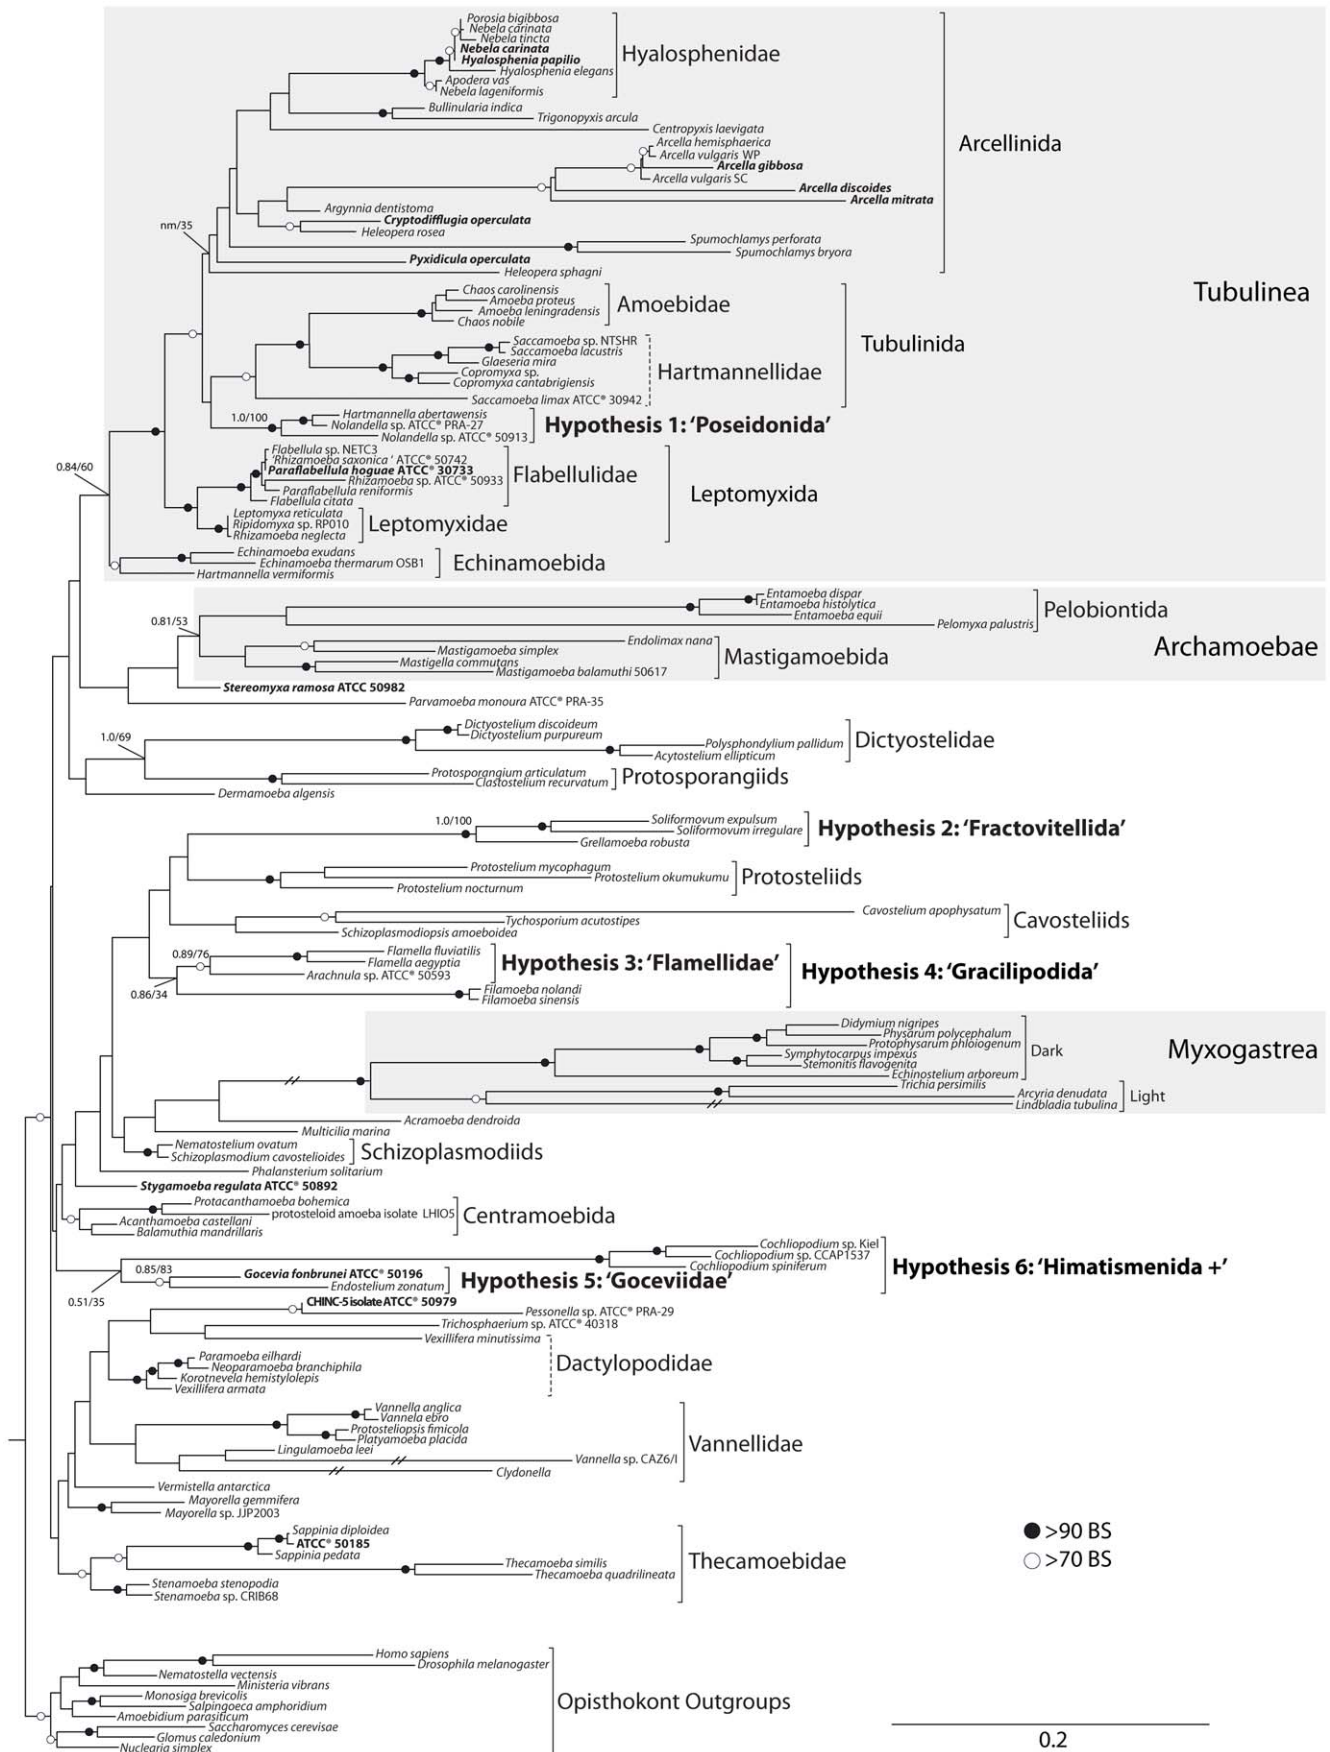 Porosia bigibbosa
Nebela carinata
Nebela tincta
Nebela carinata
Hyalosphenia papilio
Hyalosphenia elegans
Apodera vas
Nebela lageniformis
Hyalosphenidae
Bullinularia indica
Trigonopyxis arcula
Centropyxis laevigata
Arcella hemisphaerica
Arcella vulgaris WP
Arcella gibbosa
Arcella vulgaris SC
Arcella discoides
Arcella mitrata
Arcellinida
Argynnia dentistoma
Cryptodifflugia operculata
Heleopera rosea
nm/35
Spumochlamys perforata
Spumochlamys bryora
Pyxidicula operculata
Heleopera sphagni
Tubulinea
Chaos carolinensis
Amoeba proteus
Amoeba leningradensis
Chaos nobile
Amoebidae
Saccamoeba sp. NTSHR
Saccamoeba lacustris
Glaeseria mira
Copromyxa sp.
Copromyxa cantabrigiensis
Saccamoeba limax ATCC® 30942
Hartmannellidae
Tubulinida
1.0/100
Hartmannella abertawensis
Nolandella sp. ATCC® PRA-27
Nolandella sp. ATCC® 50913
Hypothesis 1: ‘Poseidonida’
0.84/60
Flabellula sp. NETC3
‘Rhizamoeba saxonica’ ATCC® 50742
Paraflabellula hoguae ATCC® 30733
Rhizamoeba sp. ATCC® 50933
Paraflabellula reniformis
Flabellula citata
Flabellulidae
Leptomyxa reticulata
Ripidomyxa sp. RP010
Rhizamoeba neglecta
Leptomyxidae
Leptomyxida
Echinamoeba exudans
Echinamoeba thermarum OSB1
Hartmannella vermiformis
Echinamoebida
Entamoeba dispar
Entamoeba histolytica
Entamoeba equii
Pelomyxa palustris
Pelobiontida
0.81/53
Endolimax nana
Mastigamoeba simplex
Mastigella commutans
Mastigamoeba balamuthi 50617
Mastigamoebida
Archamoebae
Stereomyxa ramosa ATCC 50982
Parvamoeba monoura ATCC® PRA-35
1.0/69
Dictyostelium discoideum
Dictyostelium purpureum
Polysphondylium pallidum
Acytostelium ellipticum
Dictyostelidae
Protosporangium articulatum
Clastostelium recurvatum
Protosporangiids
Dermamoeba algensis
1.0/100
Soliformovum expulsum
Soliformovum irregulare
Grellamoeba robusta
Hypothesis 2: ‘Fractovitellida’
Protostelium mycophagum
Protostelium okumukumu
Protostelium nocturnum
Protosteliids
Cavostelium apophysatum
Tychosporium acutostipes
Schizoplasmodiopsis amoeboidea
Cavosteliids
0.89/76
Flamella fluviatilis
Flamella aegyptia
Arachnula sp. ATCC® 50593
Hypothesis 3: ‘Flamellidae’
Hypothesis 4: ‘Gracilipodida’
0.86/34
Filamoeba nolandi
Filamoeba sinensis
Didymium nigripes
Physarum polycephalum
Protophysarum phloiogenum
Symphytocarpus impexus
Stemonitis flavogenita
Echinostelium arboreum
Dark
Myxogastrea
Trichia persimilis
Arcyria denudata
Lindbladia tubulina
Light
Acramoeba dendroida
Multicilia marina
Nematostelium ovatum
Schizoplasmodium cavostelioides
Schizoplasmodiids
Phalansterium solitarium
Stygamoeba regulata ATCC® 50892
Protacanthamoeba bohemica
protosteloid amoeba isolate LHIO5
Acanthamoeba castellani
Balamuthia mandrillaris
Centramoebida
Cochliopodium sp. Kiel
Cochliopodium sp. CCAP1537
Cochliopodium spiniferum
0.85/83
Gocevia fonbrunei ATCC® 50196
Endostelium zonatum
Hypothesis 5: ‘Goceviidae’
Hypothesis 6: ‘Himatismenida +’
0.51/35
CHINC-5 isolate ATCC® 50979
Pessonella sp. ATCC® PRA-29
Trichosphaerium sp. ATCC® 40318
Vexillifera minutissima
Paramoeba eilhardi
Neoparamoeba branchiphila
Korotnevela hemistylolepis
Vexillifera armata
Dactylopodidae
Vannella anglica
Vannela ebro
Protosteliopsis fimicola
Platyamoeba placida
Lingulamoeba leei
Vannella sp. CAZ6/I
Clydonella
Vannellidae
Vermistella antarctica
Mayorella gemmifera
Mayorella sp. JJP2003
Sappinia diploidea
ATCC® 50185
Sappinia pedata
Thecamoeba similis
Thecamoeba quadrilineata
Stenamoeba stenopodia
Stenamoeba sp. CRIB68
Thecamoebidae
>90 BS
>70 BS
Homo sapiens
Drosophila melanogaster
Nematostella vectensis
Ministeria vibrans
Monosiga brevicolis
Salpingoeca amphoridium
Amoebidium parasiticum
Saccharomyces cerevisae
Glomus caledonium
Nuclearia simplex
Opisthokont Outgroups
0.2